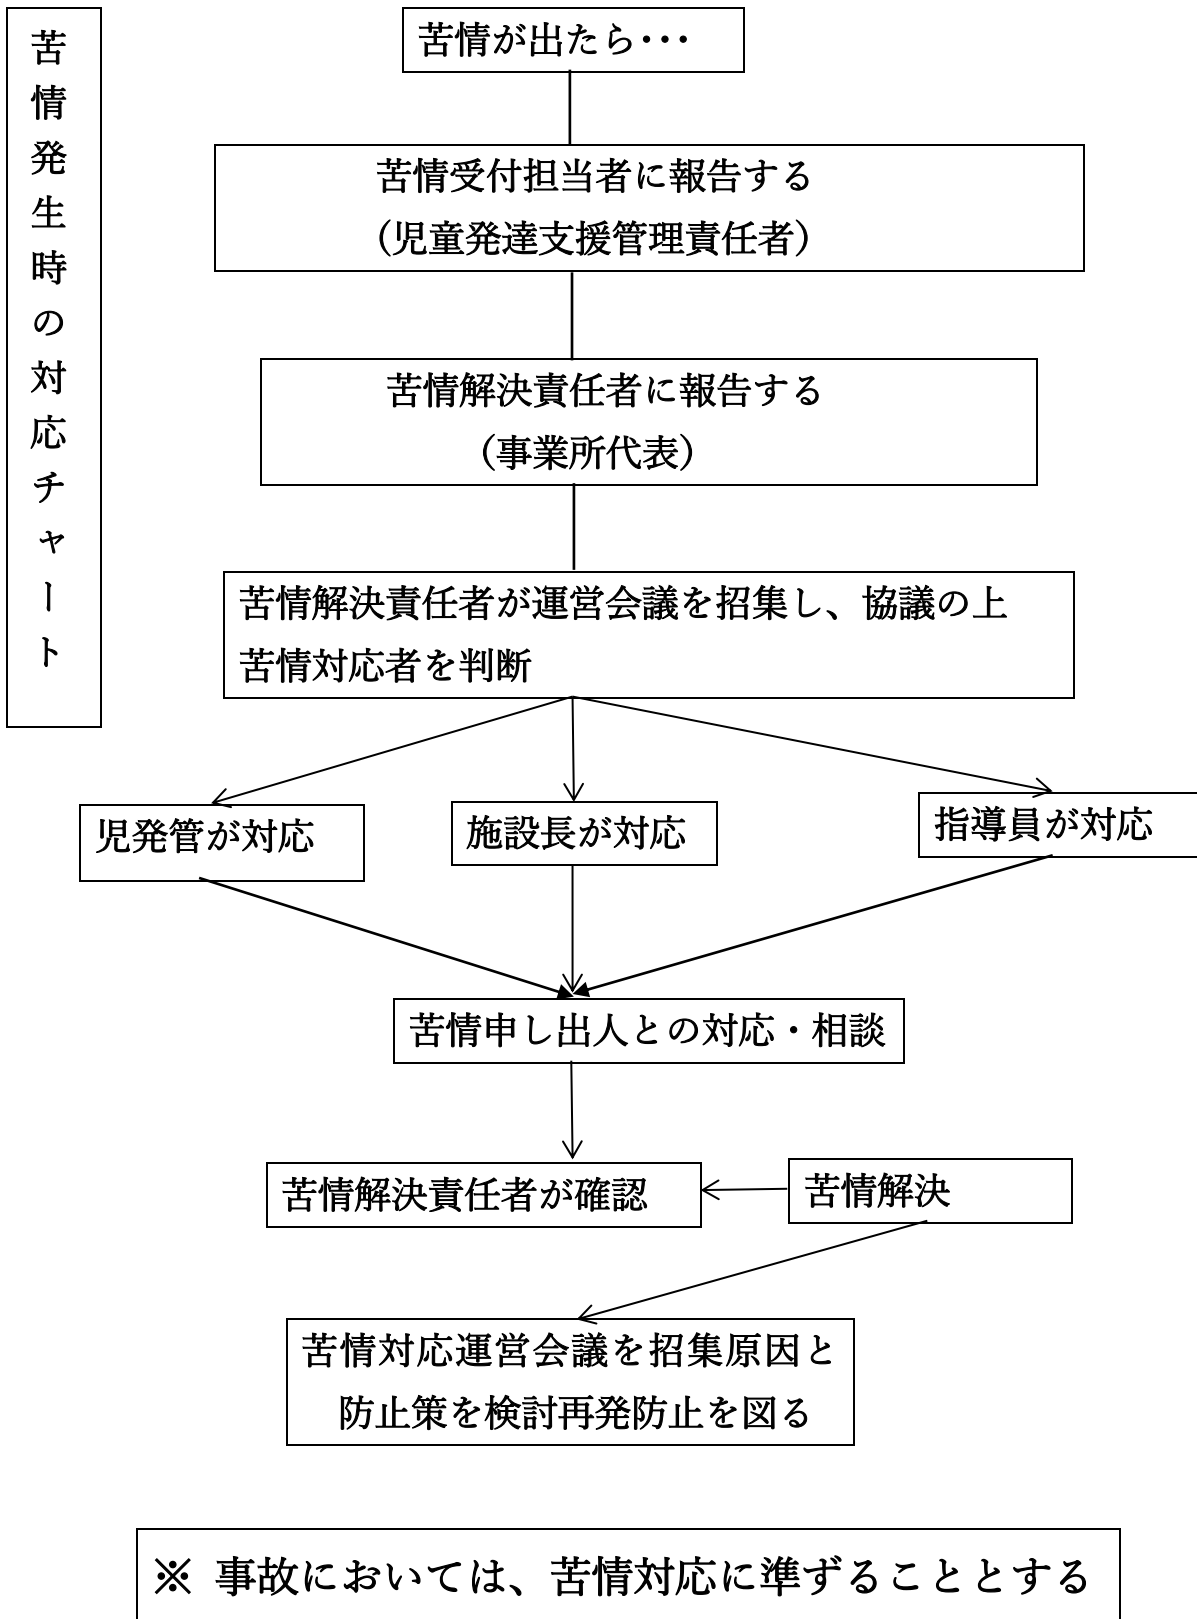 苦情発生時の対応チャート
苦情が出たら･･･
苦情受付担当者に報告する
（児童発達支援管理責任者）
苦情解決責任者に報告する
（事業所代表）
苦情解決責任者が運営会議を招集し、協議の上
苦情対応者を判断
児発管が対応
施設長が対応
指導員が対応
苦情申し出人との対応・相談
苦情解決責任者が確認
苦情解決
苦情対応運営会議を招集原因と
防止策を検討再発防止を図る
※ 事故においては、苦情対応に準ずることとする